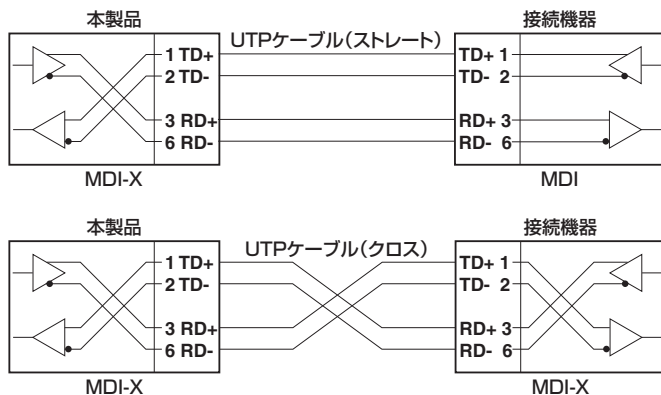 本製品
UTPケーブル(ストレート)
接続機器
1 TD+
2 TD-
3 RD+
6 RD-
TD+ 1
TD- 2
RD+ 3
RD- 6
MDI-X
MDI
本製品
UTPケーブル(クロス)
接続機器
1 TD+
2 TD-
3 RD+
6 RD-
TD+ 1
TD- 2
RD+ 3
RD- 6
MDI-X
MDI-X